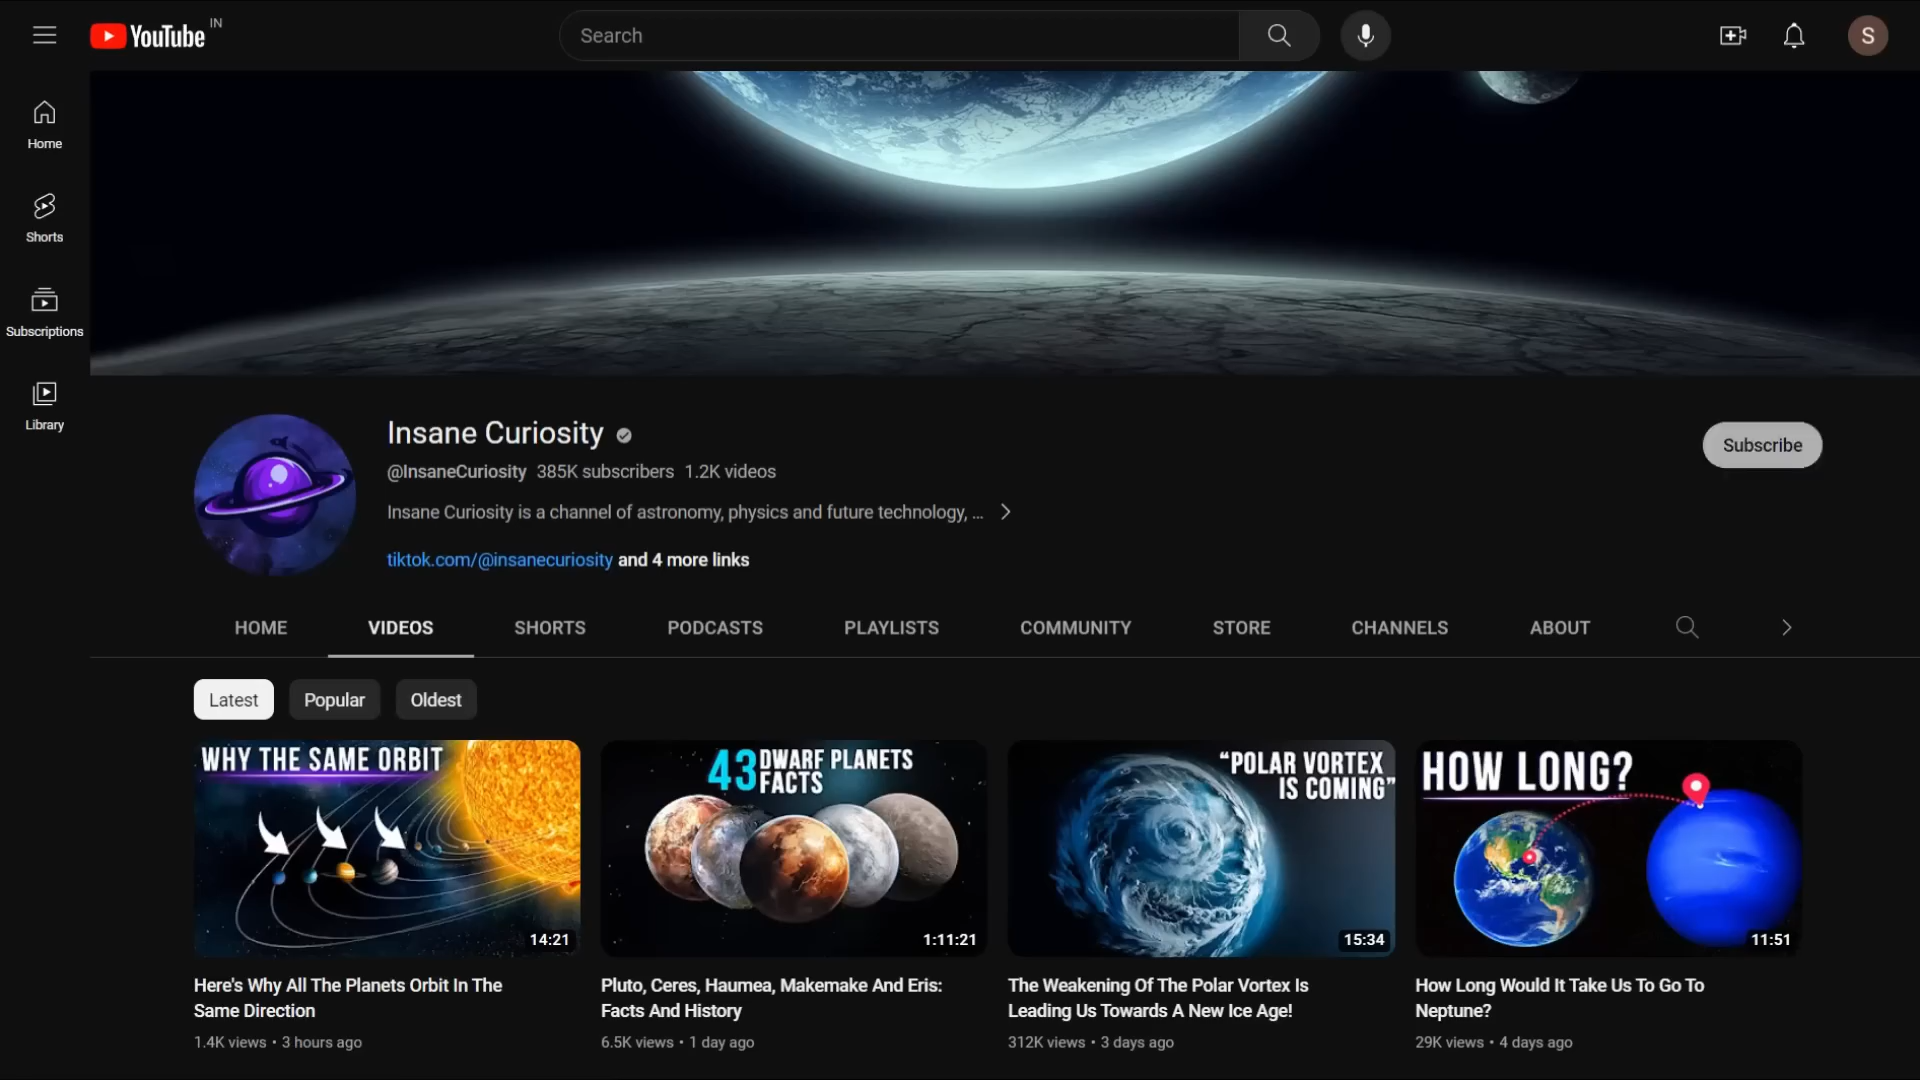 YouTube IN
Search
S
Home
Shorts
Subscriptions
Library
Insane Curiosity
@InsaneCuriosity 385K subscribers 1.2K videos
Insane Curiosity is a channel of astronomy, physics and future technology, ...
tiktok.com/@insanecuriosity and 4 more links
Subscribe
HOME VIDEOS SHORTS PODCASTS PLAYLISTS COMMUNITY STORE CHANNELS ABOUT
Latest Popular Oldest
WHY THE SAME ORBIT
14:21
Here's Why All The Planets Orbit In The
Same Direction
1.4K views • 3 hours ago
43 DWARF PLANETS
FACTS
1:11:21
Pluto, Ceres, Haumea, Makemake And Eris:
Facts And History
6.5K views • 1 day ago
“POLAR VORTEX
IS COMING”
15:34
The Weakening Of The Polar Vortex Is
Leading Us Towards A New Ice Age!
312K views • 3 days ago
HOW LONG?
11:51
How Long Would It Take Us To Go To
Neptune?
29K views • 4 days ago